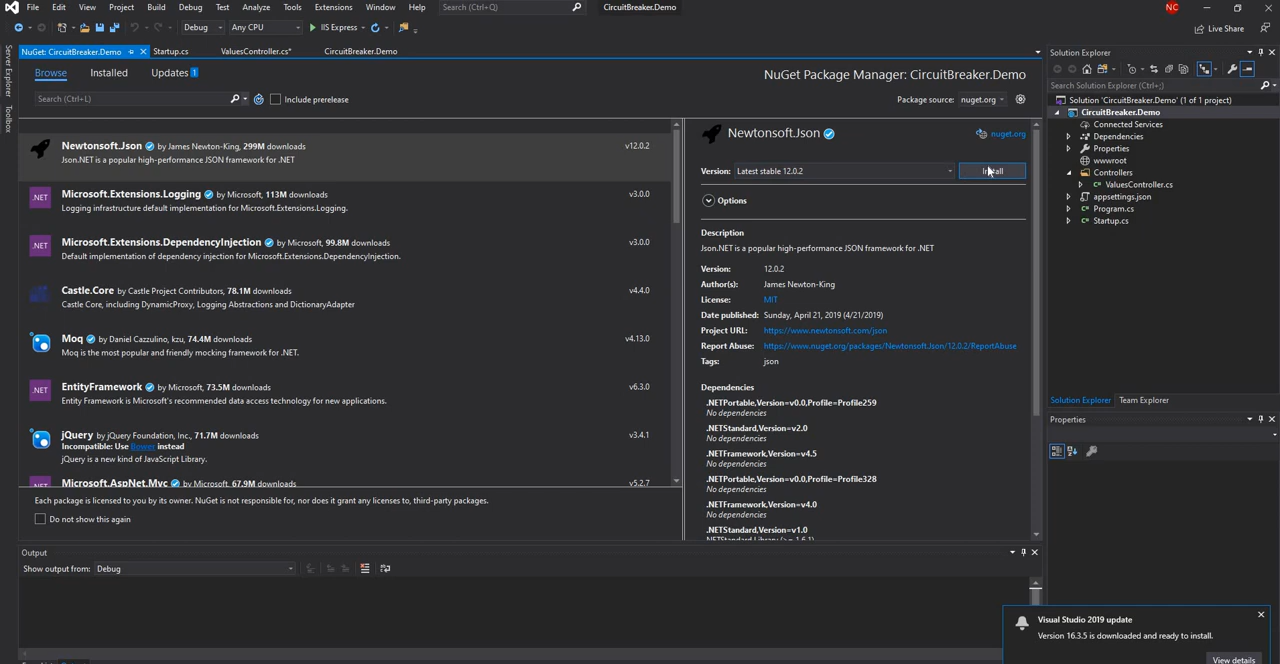 File Edit View Project Build Debug Test Analyze Tools Extensions Window Help Search (Ctrl+Q) CircuitBreaker.Demo NC
Debug Any CPU IIS Express Live Share
Server Explorer
Toolbox
NuGet: CircuitBreaker.Demo Startup.cs ValuesController.cs* CircuitBreaker.Demo
Browse Installed Updates 1
NuGet Package Manager: CircuitBreaker.Demo
Search (Ctrl+L) Include prerelease
Package source: nuget.org
Newtonsoft.Json by James Newton-King, 299M downloads v12.0.2
Json.NET is a popular high-performance JSON framework for .NET
.NET Microsoft.Extensions.Logging by Microsoft, 113M downloads v3.0.0
Logging infrastructure default implementation for Microsoft.Extensions.Logging.
.NET Microsoft.Extensions.DependencyInjection by Microsoft, 99.8M downloads v3.0.0
Default implementation of dependency injection for Microsoft.Extensions.DependencyInjection.
Castle.Core by Castle Project Contributors, 78.1M downloads v4.4.0
Castle Core, including DynamicProxy, Logging Abstractions and DictionaryAdapter
Moq by Daniel Cazzulino, kzu, 74.4M downloads v4.13.0
Moq is the most popular and friendly mocking framework for .NET.
.NET EntityFramework by Microsoft, 73.5M downloads v6.3.0
Entity Framework is Microsoft's recommended data access technology for new applications.
jQuery by jQuery Foundation, Inc., 71.7M downloads v3.4.1
Incompatible: Use Bower instead
jQuery is a new kind of JavaScript Library.
.NET Microsoft.AspNet.Mvc by Microsoft, 67.9M downloads v5.2.7
Each package is licensed to you by its owner. NuGet is not responsible for, nor does it grant any licenses to, third-party packages.
Do not show this again
Newtonsoft.Json nuget.org
Version: Latest stable 12.0.2 Install
Options
Description
Json.NET is a popular high-performance JSON framework for .NET
Version: 12.0.2
Author(s): James Newton-King
License: MIT
Date published: Sunday, April 21, 2019 (4/21/2019)
Project URL: https://www.newtonsoft.com/json
Report Abuse: https://www.nuget.org/packages/Newtonsoft.Json/12.0.2/ReportAbuse
Tags: json
Dependencies
.NETPortable,Version=v0.0,Profile=Profile259
No dependencies
.NETStandard,Version=v2.0
No dependencies
.NETFramework,Version=v4.5
No dependencies
.NETPortable,Version=v0.0,Profile=Profile328
No dependencies
.NETFramework,Version=v4.0
No dependencies
.NETStandard,Version=v1.0
NETStandard.Library (>= 1.6.1)
Solution Explorer
Search Solution Explorer (Ctrl+;)
Solution 'CircuitBreaker.Demo' (1 of 1 project)
CircuitBreaker.Demo
Connected Services
Dependencies
Properties
wwwroot
Controllers
ValuesController.cs
appsettings.json
Program.cs
Startup.cs
Solution Explorer Team Explorer
Properties
Output
Show output from: Debug
Visual Studio 2019 update
Version 16.3.5 is downloaded and ready to install.
View details